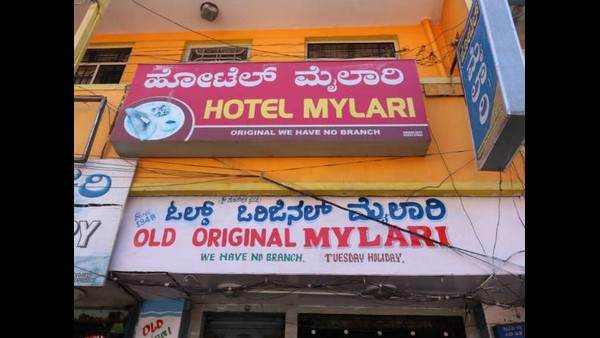 ಹೋಟೆಲ್ ಮೈಲಾರಿ
HOTEL MYLARI
ORIGINAL WE HAVE NO BRANCH
ಓಲ್ಡ್ ಒರಿಜಿನಲ್ ಮೈಲಾರಿ
1948
OLD ORIGINAL MYLARI
WE HAVE NO BRANCH. TUESDAY HOLIDAY.
OLD